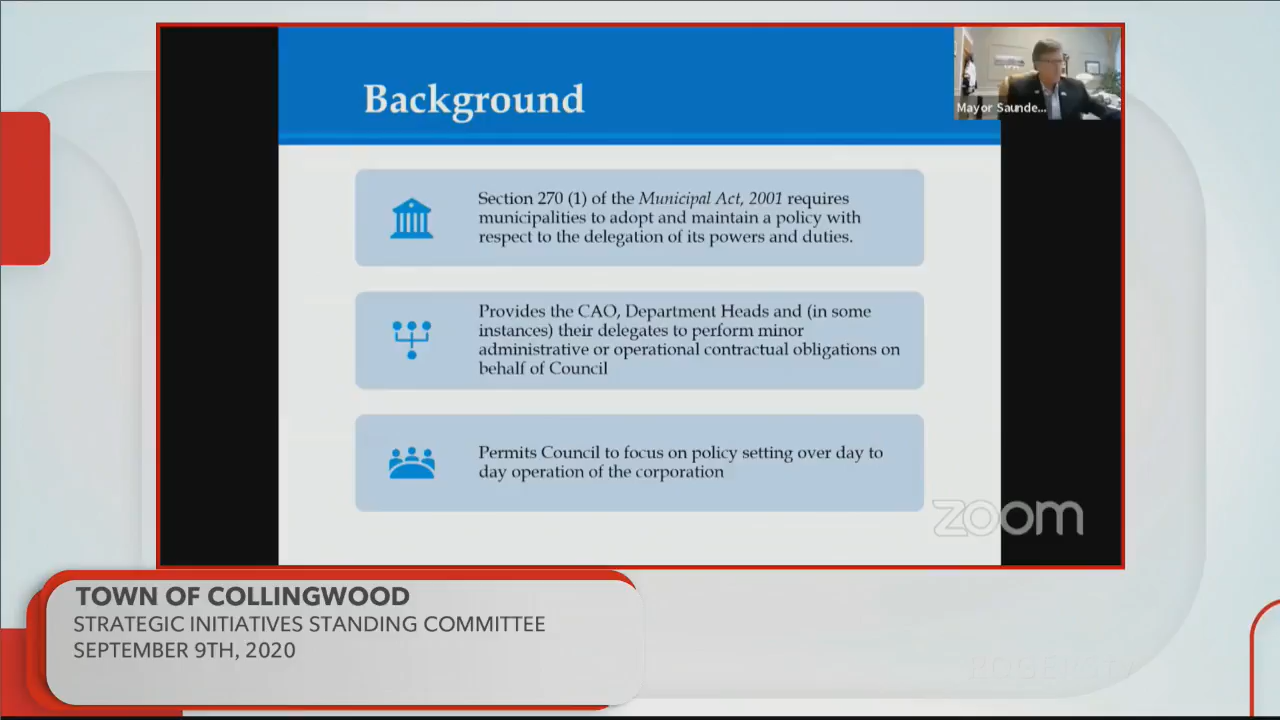 Background
Mayor Saunde...
Section 270 (1) of the Municipal Act, 2001 requires
municipalities to adopt and maintain a policy with
respect to the delegation of its powers and duties.
Provides the CAO, Department Heads and (in some
instances) their delegates to perform minor
administrative or operational contractual obligations on
behalf of Council
Permits Council to focus on policy setting over day to
day operation of the corporation
zoom
TOWN OF COLLINGWOOD
STRATEGIC INITIATIVES STANDING COMMITTEE
SEPTEMBER 9TH, 2020